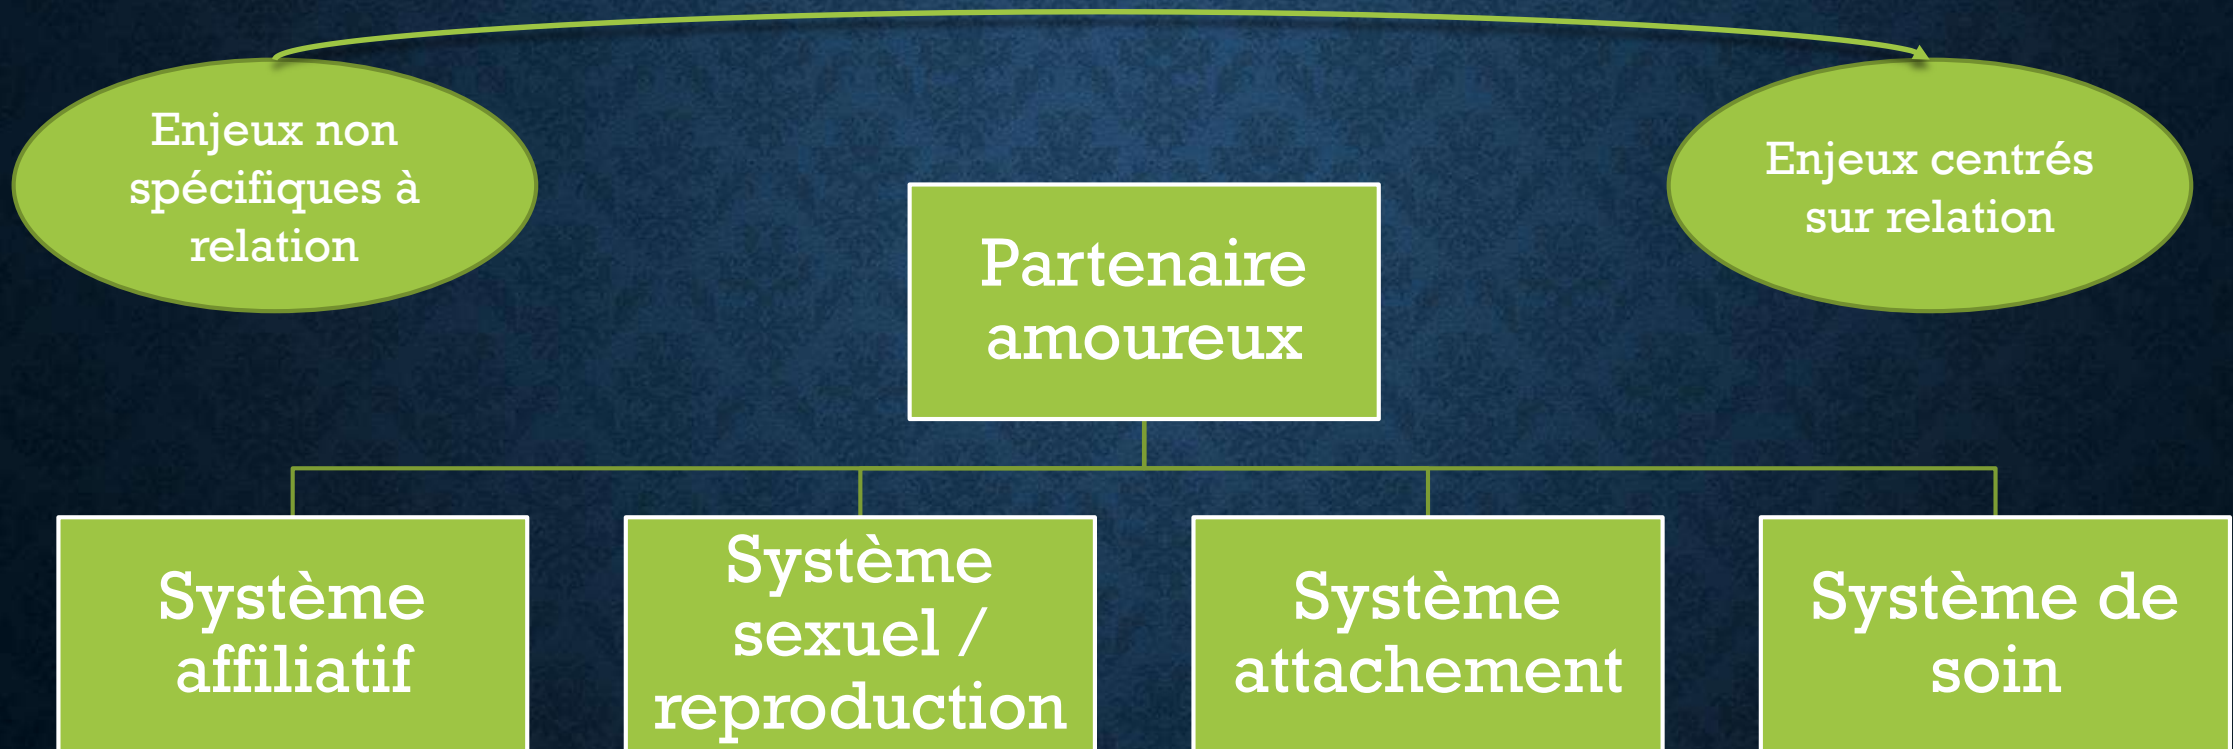 Enjeux non
spécifiques à
relation
Enjeux centrés
sur relation
Partenaire
amoureux
Système
affiliatif
Système
sexuel /
reproduction
Système
attachement
Système de
soin